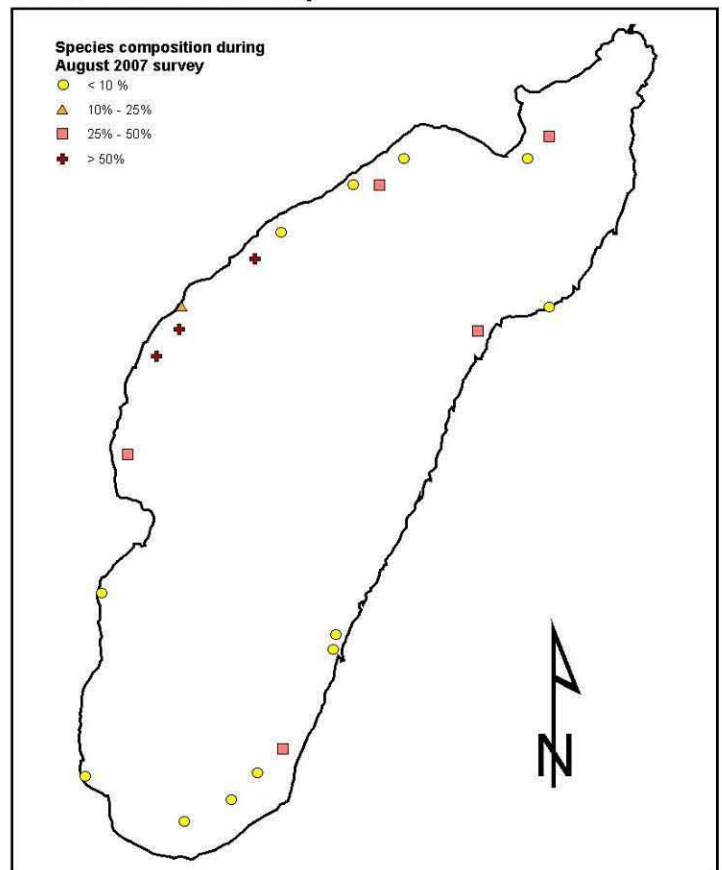 Species composition during
August 2007 survey
< 10 %
10% - 25%
25% - 50%
> 50%
N